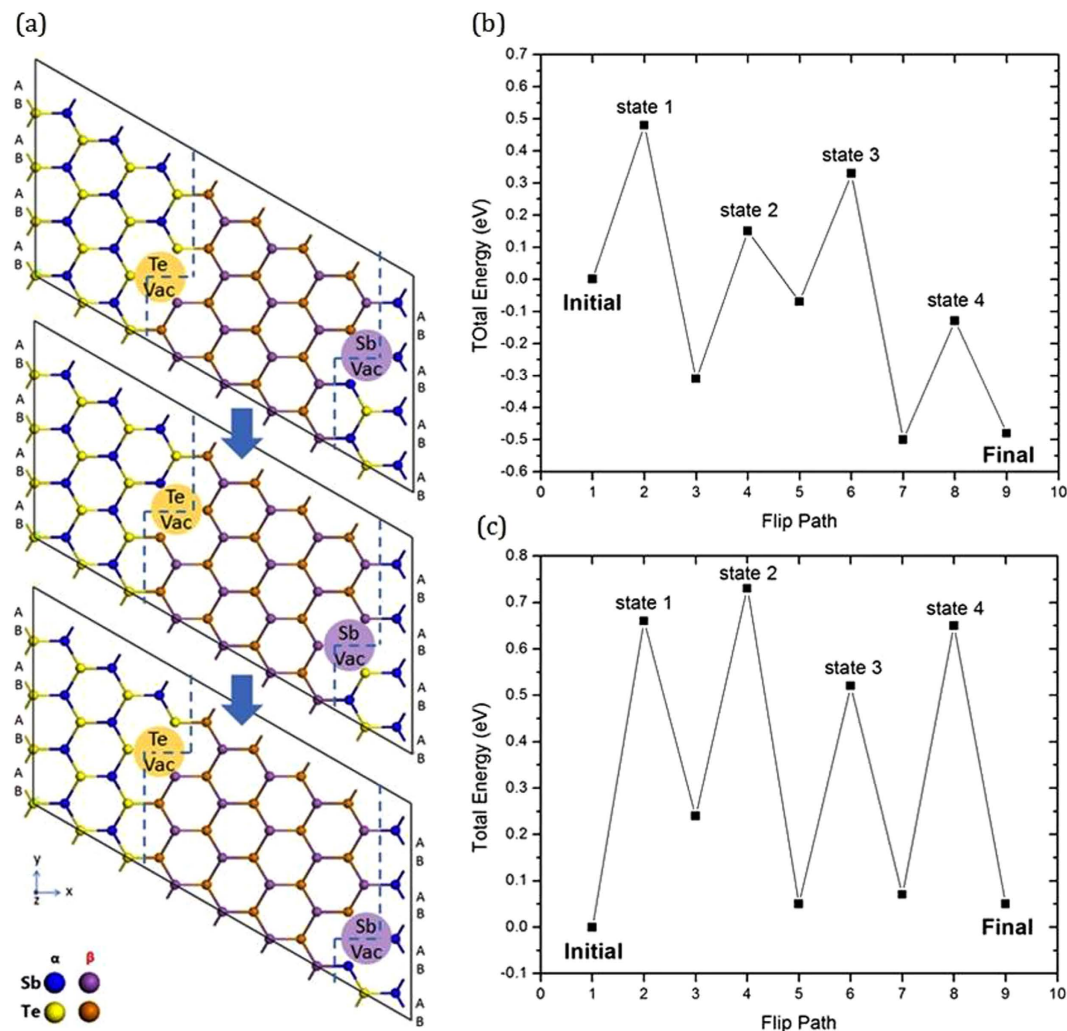 (a)
A
B
A
B
A
B
A
B
Te
Vac
Sb
Vac
A
B
A
B
A
B
A
B
A
B
A
B
A
B
A
B
Te
Vac
Sb
Vac
A
B
A
B
A
B
A
B
A
B
A
B
A
B
A
B
Te
Vac
Sb
Vac
A
B
A
B
A
B
A
B
y
z x
α β
Sb
Te
(b)
TOtal Energy (eV)
0.7
0.6
0.5
0.4
0.3
0.2
0.1
0.0
-0.1
-0.2
-0.3
-0.4
-0.5
-0.6
state 1
state 2
state 3
state 4
Initial
Final
0 1 2 3 4 5 6 7 8 9 10
Flip Path
(c)
Total Energy (eV)
0.8
0.7
0.6
0.5
0.4
0.3
0.2
0.1
0.0
-0.1
state 1
state 2
state 3
state 4
Initial
Final
0 1 2 3 4 5 6 7 8 9 10
Flip Path